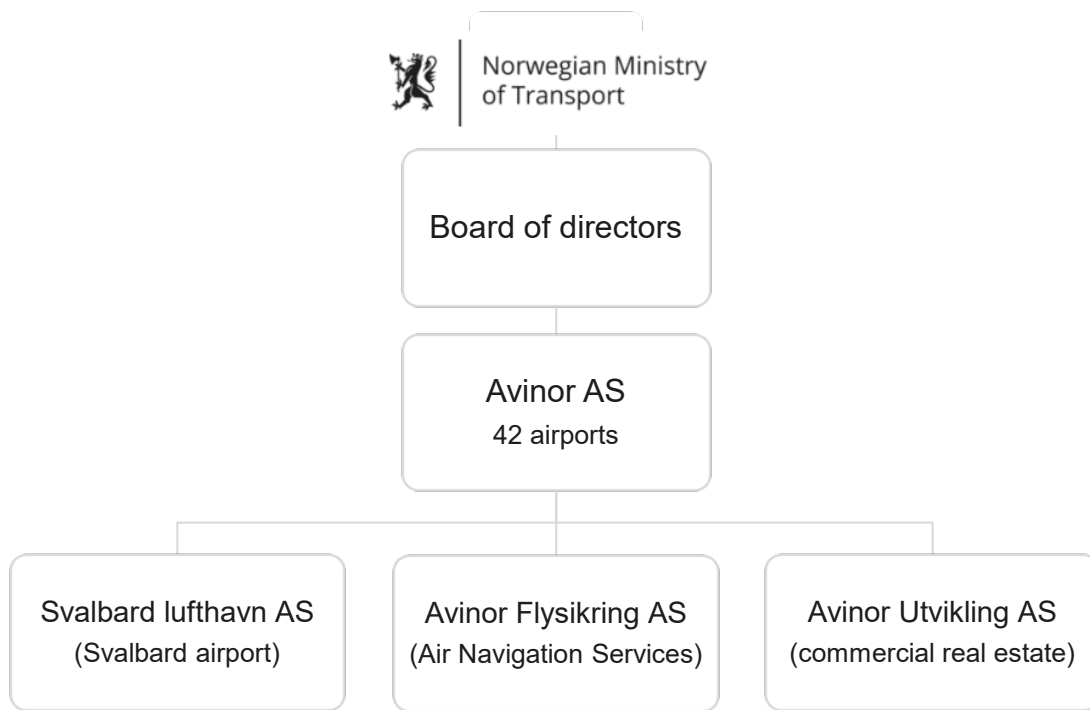 Norwegian Ministry
of Transport
Board of directors
Avinor AS
42 airports
Svalbard lufthavn AS
(Svalbard airport)
Avinor Flysikring AS
(Air Navigation Services)
Avinor Utvikling AS
(commercial real estate)